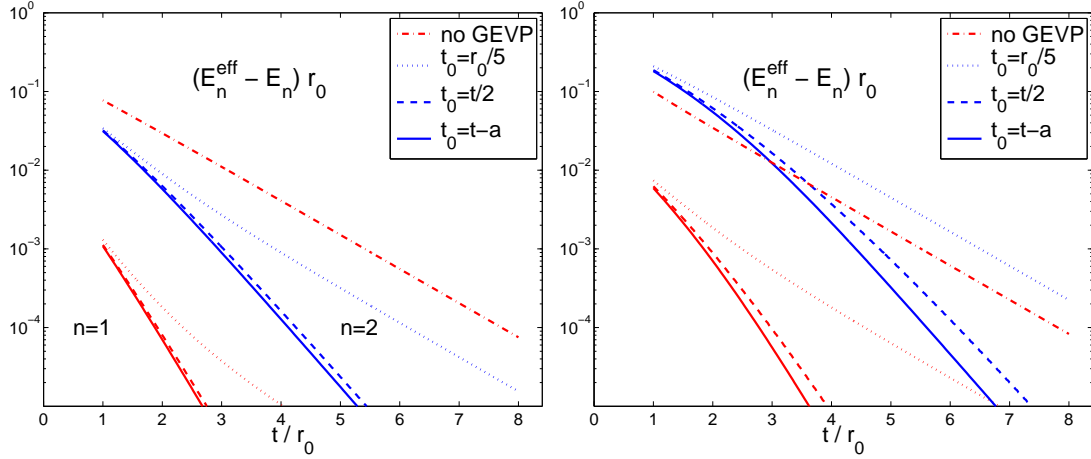 10^0
10^-1
10^-2
10^-3
10^-4
0 1 2 3 4 5 6 7 8
t / r_0
(E_n^eff − E_n) r_0
no GEVP
t_0=r_0/5
t_0=t/2
t_0=t−a
n=1
n=2
10^0
10^-1
10^-2
10^-3
10^-4
0 1 2 3 4 5 6 7 8
t / r_0
(E_n^eff − E_n) r_0
no GEVP
t_0=r_0/5
t_0=t/2
t_0=t−a